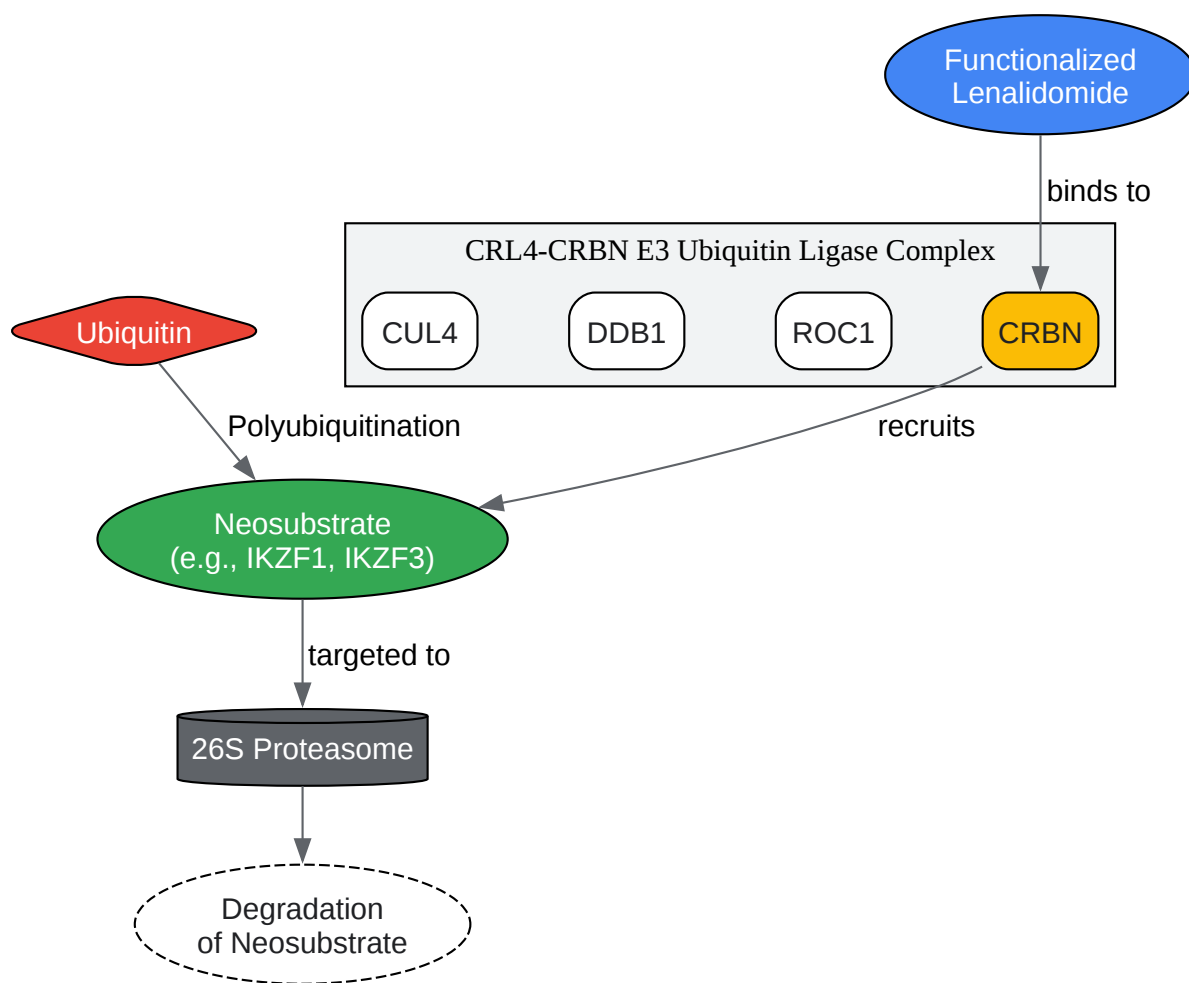 Functionalized
Lenalidomide
binds to
CRL4-CRBN E3 Ubiquitin Ligase Complex
CUL4
DDB1
ROC1
CRBN
Ubiquitin
Polyubiquitination
recruits
Neosubstrate
(e.g., IKZF1, IKZF3)
targeted to
26S Proteasome
Degradation
of Neosubstrate